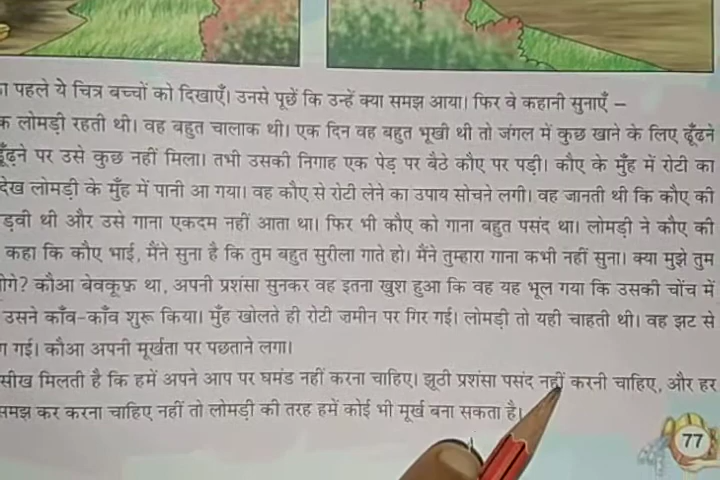 पहले ये चित्र बच्चों को दिखाएँ। उनसे पूछें कि उन्हें क्या समझ आया। फिर वे कहानी सुनाएँ –
लोमड़ी रहती थी। वह बहुत चालाक थी। एक दिन वह बहुत भूखी थी तो जंगल में कुछ खाने के लिए ढूँढ़ने
पर उसे कुछ नहीं मिला। तभी उसकी निगाह एक पेड़ पर बैठे कौए पर पड़ी। कौए के मुँह में रोटी का
देख लोमड़ी के मुँह में पानी आ गया। वह कौए से रोटी लेने का उपाय सोचने लगी। वह जानती थी कि कौए की
ड़वी थी और उसे गाना एकदम नहीं आता था। फिर भी कौए को गाना बहुत पसंद था। लोमड़ी ने कौए की
कहा कि कौए भाई, मैंने सुना है कि तुम बहुत सुरीला गाते हो। मैंने तुम्हारा गाना कभी नहीं सुना। क्या मुझे तुम
कौआ बेवकूफ़ था, अपनी प्रशंसा सुनकर वह इतना खुश हुआ कि वह यह भूल गया कि उसकी चोंच में
उसने काँव-काँव शुरू किया। मुँह खोलते ही रोटी ज़मीन पर गिर गई। लोमड़ी तो यही चाहती थी। वह झट से
गई। कौआ अपनी मूर्खता पर पछताने लगा।
सीख मिलती है कि हमें अपने आप पर घमंड नहीं करना चाहिए। झूठी प्रशंसा पसंद नहीं करनी चाहिए, और हर
समझ कर करना चाहिए नहीं तो लोमड़ी की तरह हमें कोई भी मूर्ख बना सकता है।
77